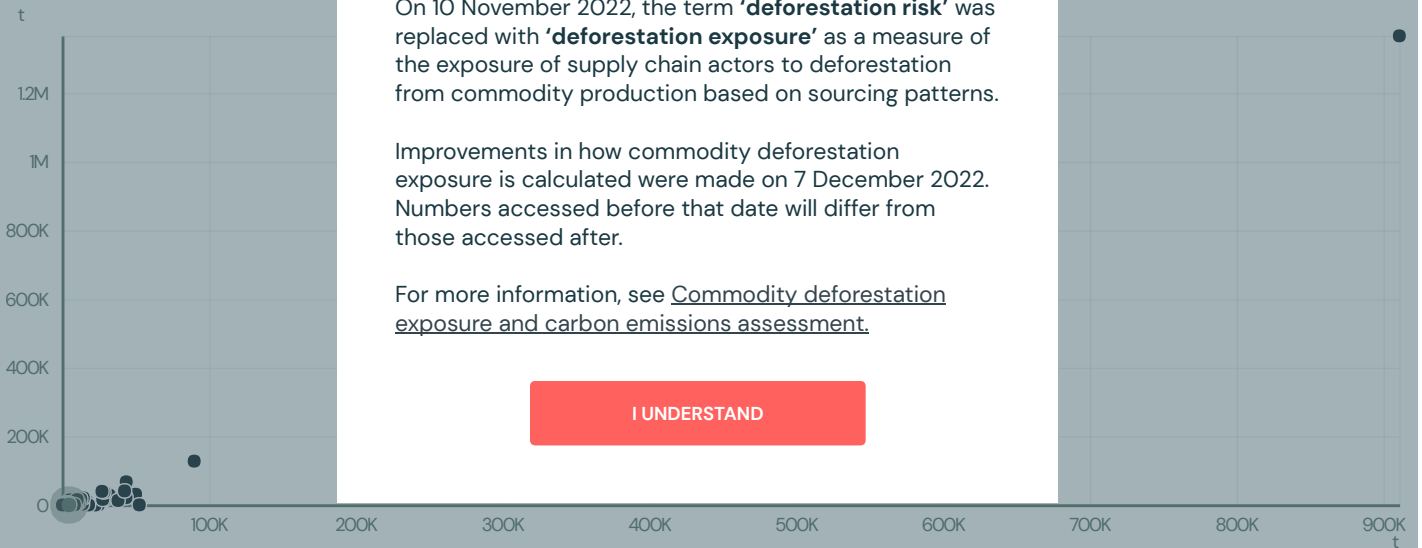 t
On 10 November 2022, the term ‘deforestation risk’ was
replaced with ‘deforestation exposure’ as a measure of
the exposure of supply chain actors to deforestation
from commodity production based on sourcing patterns.
Improvements in how commodity deforestation
exposure is calculated were made on 7 December 2022.
Numbers accessed before that date will differ from
those accessed after.
For more information, see Commodity deforestation
exposure and carbon emissions assessment.
I UNDERSTAND
1.2M
1M
800K
600K
400K
200K
0
100K 200K 300K 400K 500K 600K 700K 800K 900K
t